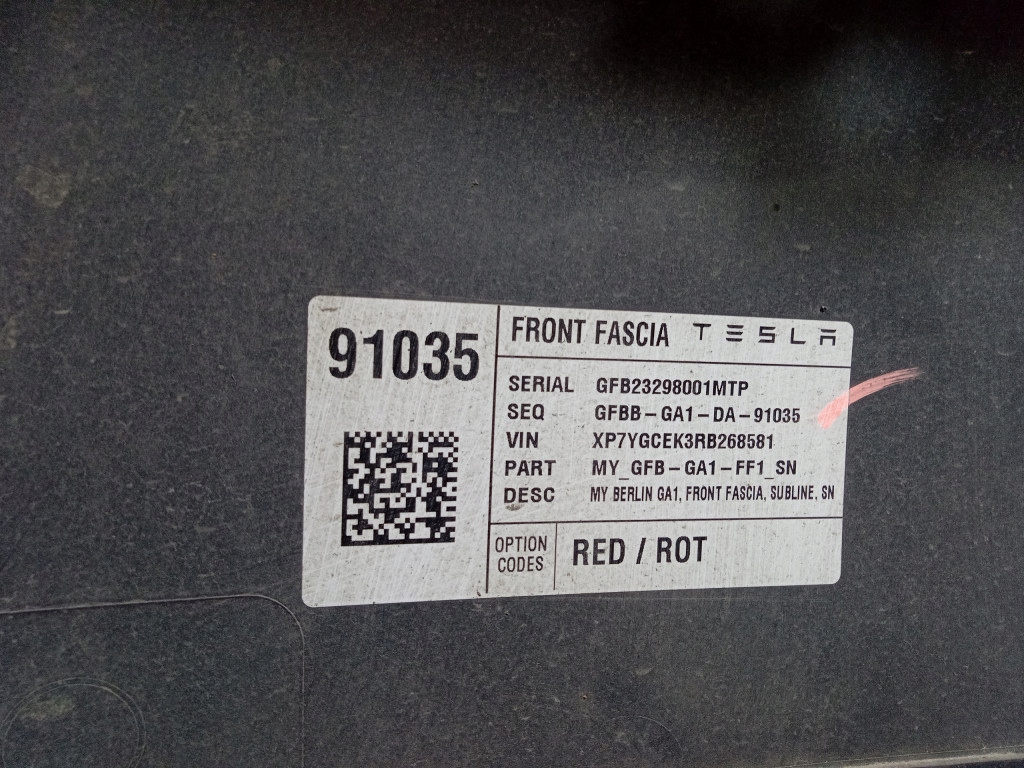 91035
FRONT FASCIA TESLA
SERIAL GFB23298001MTP
SEQ GFBB-GA1-DA-91035
VIN XP7YGCEK3RB268581
PART MY_GFB-GA1-FF1_SN
DESC MY BERLIN GA1, FRONT FASCIA, SUBLINE, SN
OPTION CODES
RED / ROT